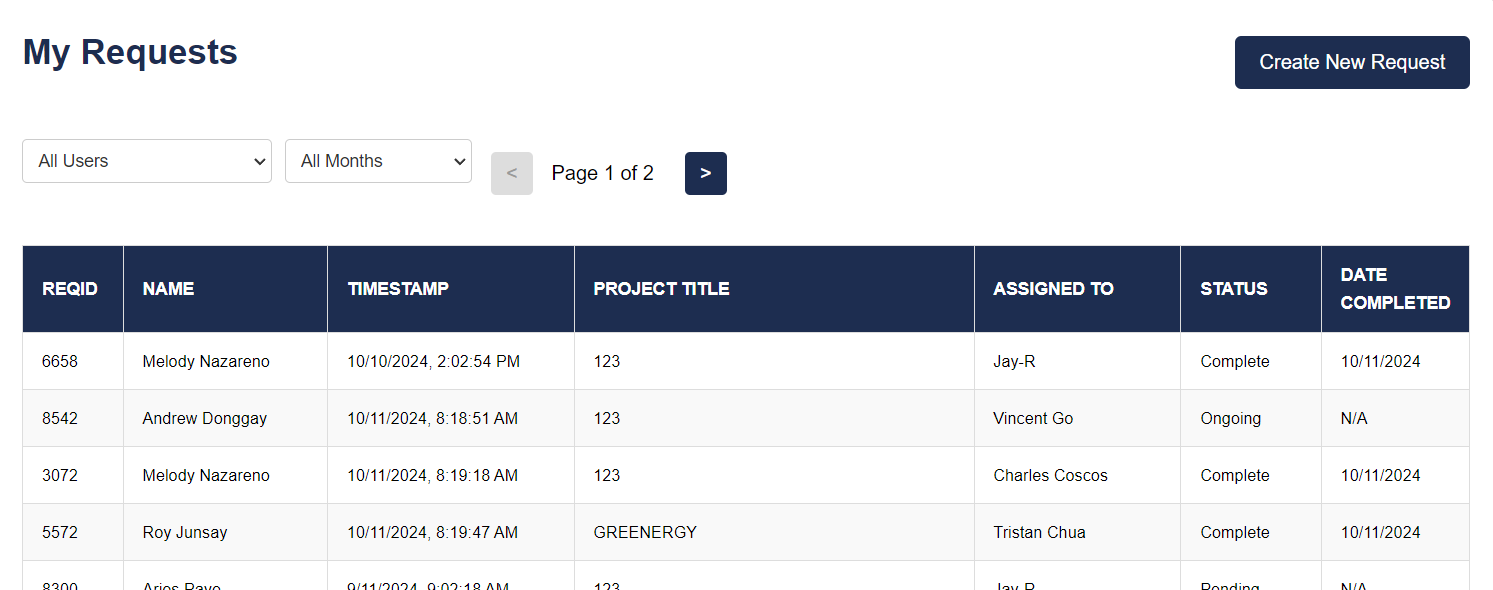 My Requests
Create New Request
All Users
All Months
<
Page 1 of 2
>
REQID NAME TIMESTAMP PROJECT TITLE ASSIGNED TO STATUS DATE COMPLETED
6658 Melody Nazareno 10/10/2024, 2:02:54 PM 123 Jay-R Complete 10/11/2024
8542 Andrew Donggay 10/11/2024, 8:18:51 AM 123 Vincent Go Ongoing N/A
3072 Melody Nazareno 10/11/2024, 8:19:18 AM 123 Charles Coscos Complete 10/11/2024
5572 Roy Junsay 10/11/2024, 8:19:47 AM GREENERGY Tristan Chua Complete 10/11/2024
8300 9/11/2024, 9:02:18 AM 123 Jay-R Pending N/A